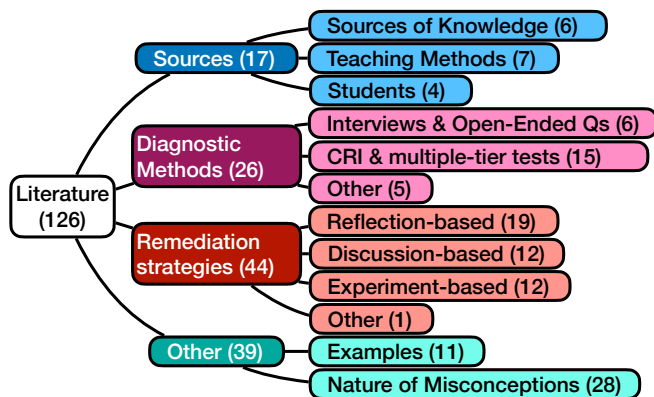 Literature
(126)
Sources (17)
Sources of Knowledge (6)
Teaching Methods (7)
Students (4)
Diagnostic
Methods (26)
Interviews & Open-Ended Qs (6)
CRI & multiple-tier tests (15)
Other (5)
Remediation
strategies (44)
Reflection-based (19)
Discussion-based (12)
Experiment-based (12)
Other (1)
Other (39)
Examples (11)
Nature of Misconceptions (28)